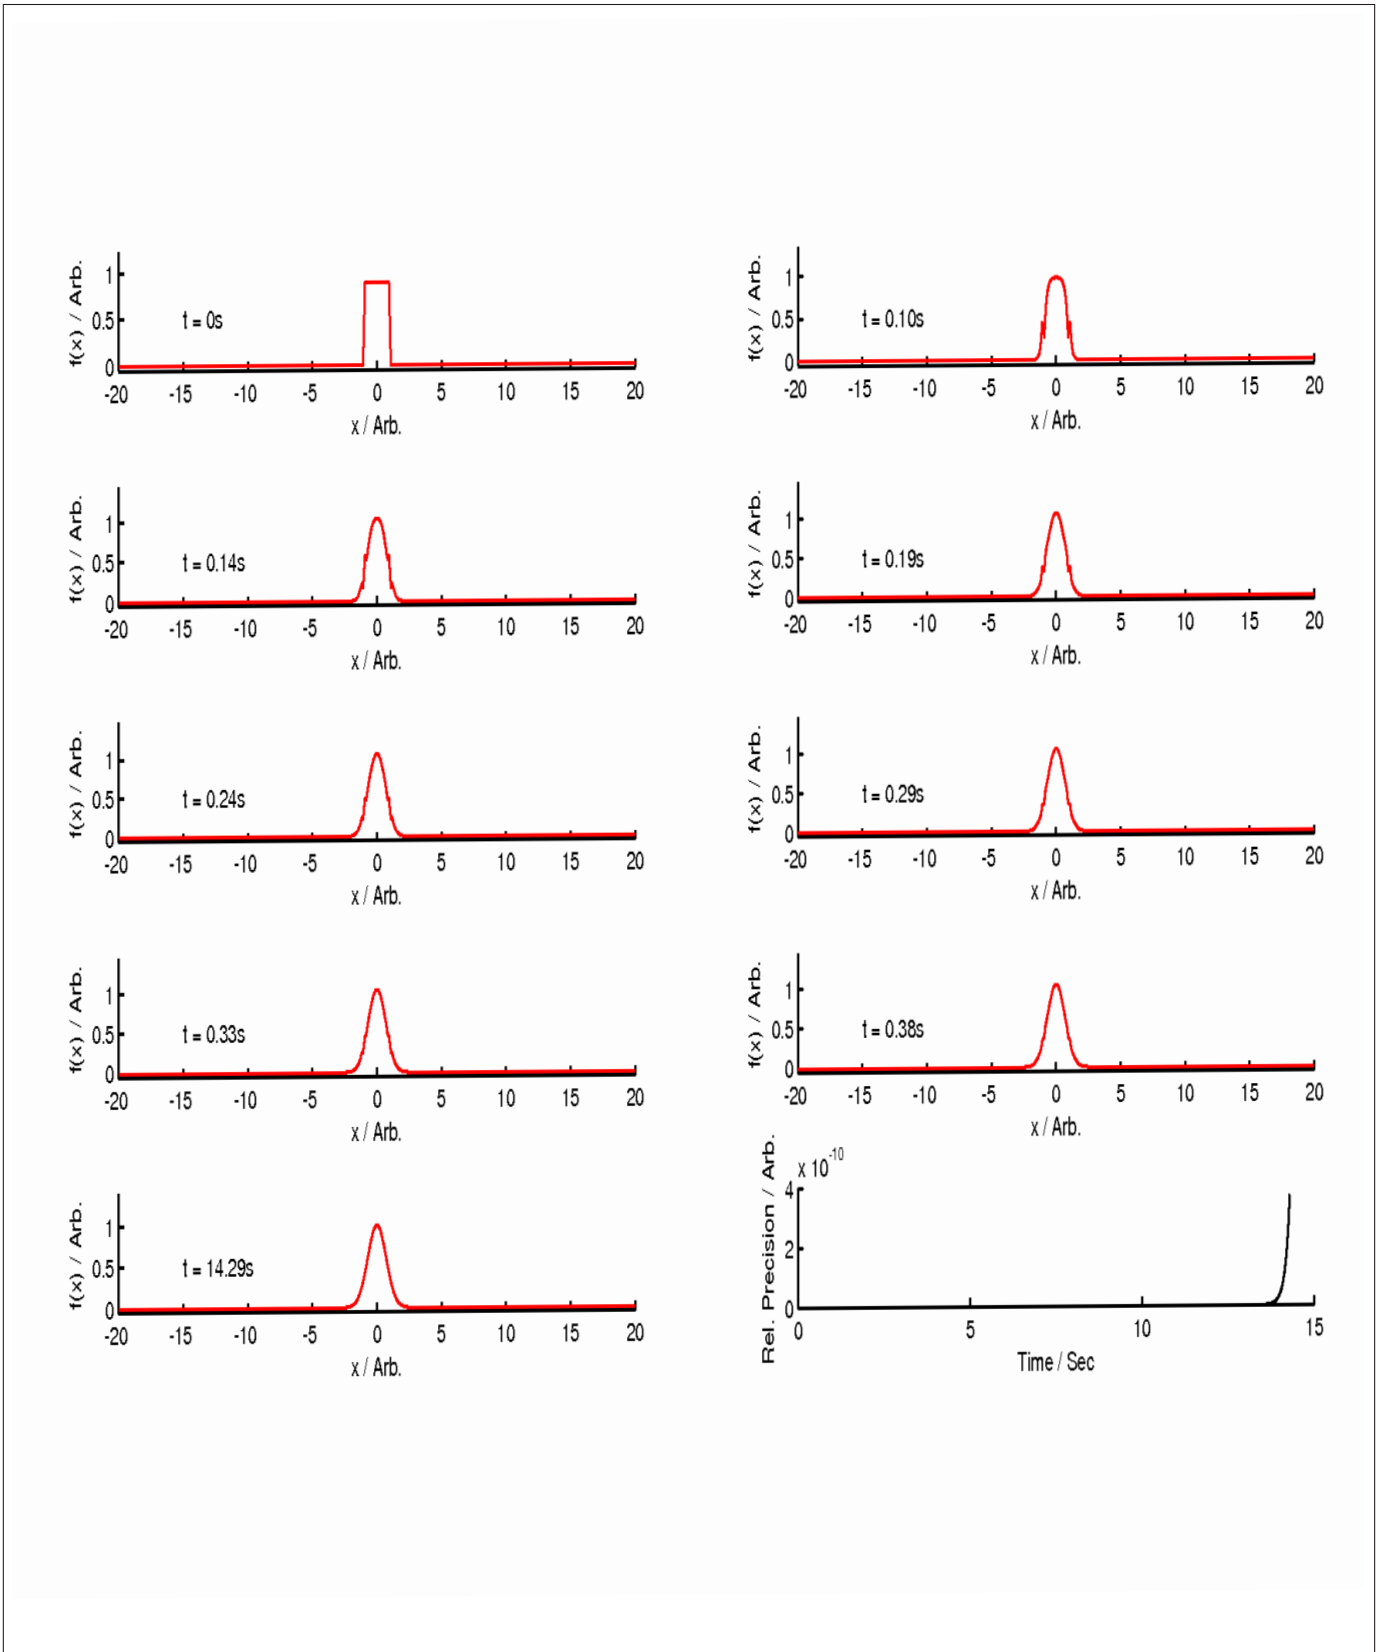 f(x) / Arb.
1
0.5
0
t = 0s
-20 -15 -10 -5 0 5 10 15 20
x / Arb.
f(x) / Arb.
1
0.5
0
t = 0.10s
-20 -15 -10 -5 0 5 10 15 20
x / Arb.
f(x) / Arb.
1
0.5
0
t = 0.14s
-20 -15 -10 -5 0 5 10 15 20
x / Arb.
f(x) / Arb.
1
0.5
0
t = 0.19s
-20 -15 -10 -5 0 5 10 15 20
x / Arb.
f(x) / Arb.
1
0.5
0
t = 0.24s
-20 -15 -10 -5 0 5 10 15 20
x / Arb.
f(x) / Arb.
1
0.5
0
t = 0.29s
-20 -15 -10 -5 0 5 10 15 20
x / Arb.
f(x) / Arb.
1
0.5
0
t = 0.33s
-20 -15 -10 -5 0 5 10 15 20
x / Arb.
f(x) / Arb.
1
0.5
0
t = 0.38s
-20 -15 -10 -5 0 5 10 15 20
x / Arb.
f(x) / Arb.
1
0.5
0
t = 14.29s
-20 -15 -10 -5 0 5 10 15 20
x / Arb.
Rel. Precision / Arb.
x 10⁻¹⁰
4
2
0
0 5 10 15
Time / Sec